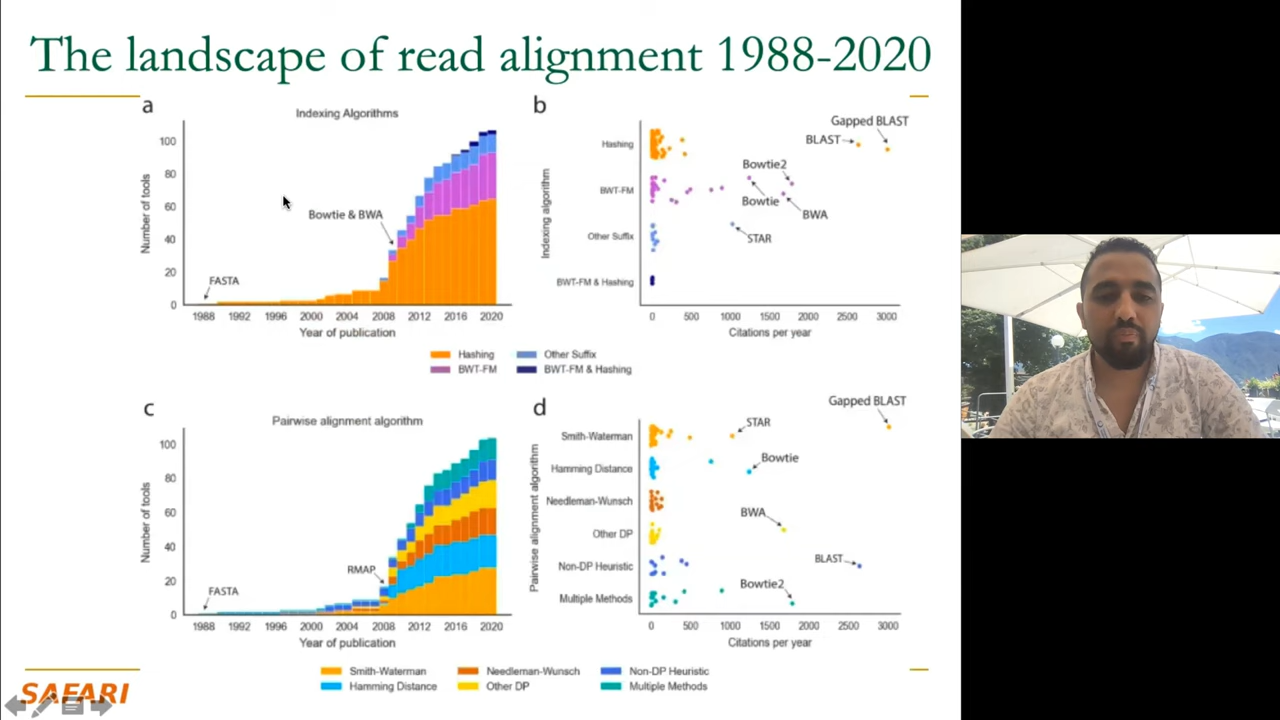 The landscape of read alignment 1988-2020
a
Indexing Algorithms
Number of tools
100
80
60
40
20
0
FASTA
Bowtie & BWA
1988 1992 1996 2000 2004 2008 2012 2016 2020
Year of publication
b
Indexing algorithm
Hashing
BWT-FM
Other Suffix
BWT-FM & Hashing
Gapped BLAST
BLAST
Bowtie2
Bowtie
BWA
STAR
0 500 1000 1500 2000 2500 3000
Citations per year
Hashing
Other Suffix
BWT-FM
BWT-FM & Hashing
c
Pairwise alignment algorithm
Number of tools
100
80
60
40
20
0
FASTA
RMAP
1988 1992 1996 2000 2004 2008 2012 2016 2020
Year of publication
d
Pairwise alignment algorithm
Smith-Waterman
Hamming Distance
Needleman-Wunsch
Other DP
Non-DP Heuristic
Multiple Methods
Gapped BLAST
STAR
Bowtie
BWA
BLAST
Bowtie2
0 500 1000 1500 2000 2500 3000
Citations per year
Smith-Waterman
Needleman-Wunsch
Non-DP Heuristic
Hamming Distance
Other DP
Multiple Methods
SAFARI